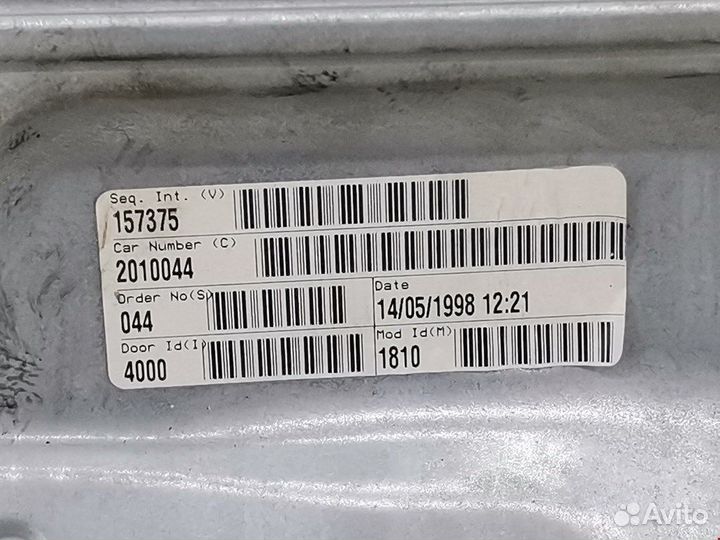 Seq. Int. (V)
157375
Car Number (C)
2010044
Order No(S)
044
Date
14/05/1998 12:21
Door Id(I)
4000
Mod Id(M)
1810
Avito